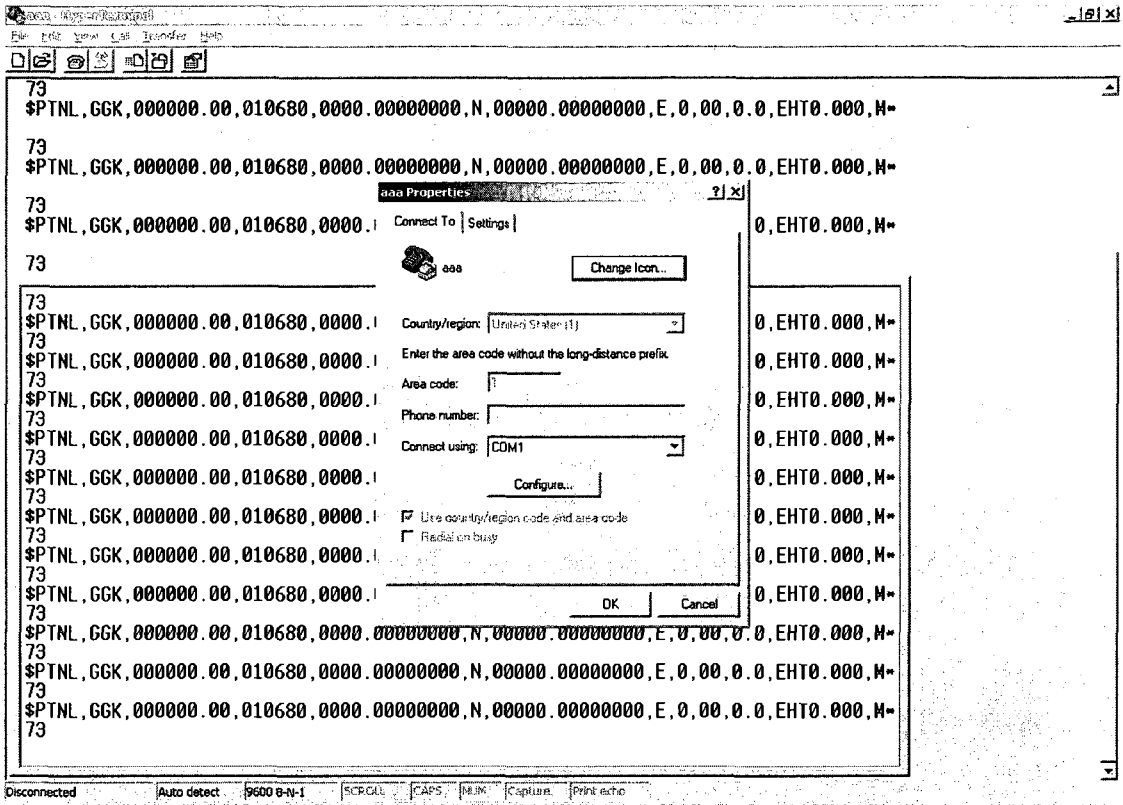 aaa - HyperTerminal
File Edit View Call Transfer Help
73
$PTNL,GGK,000000.00,010680,0000.00000000,N,00000.00000000,E,0,00,0.0,EHT0.000,M*
73
$PTNL,GGK,000000.00,010680,0000.00000000,N,00000.00000000,E,0,00,0.0,EHT0.000,M*
73
$PTNL,GGK,000000.00,010680,0000. 0,EHT0.000,M*
73
aaa Properties
Connect To Settings
aaa
Change Icon...
Country/region: United States (1)
Enter the area code without the long-distance prefix.
Area code: 1
Phone number:
Connect using: COM1
Configure...
Use country/region code and area code
Redial on busy
OK Cancel
73
$PTNL,GGK,000000.00,010680,0000. 0,EHT0.000,M*
73
$PTNL,GGK,000000.00,010680,0000. 0,EHT0.000,M*
73
$PTNL,GGK,000000.00,010680,0000. 0,EHT0.000,M*
73
$PTNL,GGK,000000.00,010680,0000. 0,EHT0.000,M*
73
$PTNL,GGK,000000.00,010680,0000. 0,EHT0.000,M*
73
$PTNL,GGK,000000.00,010680,0000. 0,EHT0.000,M*
73
$PTNL,GGK,000000.00,010680,0000. 0,EHT0.000,M*
73
$PTNL,GGK,000000.00,010680,0000. 0,EHT0.000,M*
73
$PTNL,GGK,000000.00,010680,0000.00000000,N,00000.00000000,E,0,00,0.0,EHT0.000,M*
73
$PTNL,GGK,000000.00,010680,0000.00000000,N,00000.00000000,E,0,00,0.0,EHT0.000,M*
73
$PTNL,GGK,000000.00,010680,0000.00000000,N,00000.00000000,E,0,00,0.0,EHT0.000,M*
73
Disconnected Auto detect 9600 8-N-1 SCROLL CAPS NUM Capture Print echo